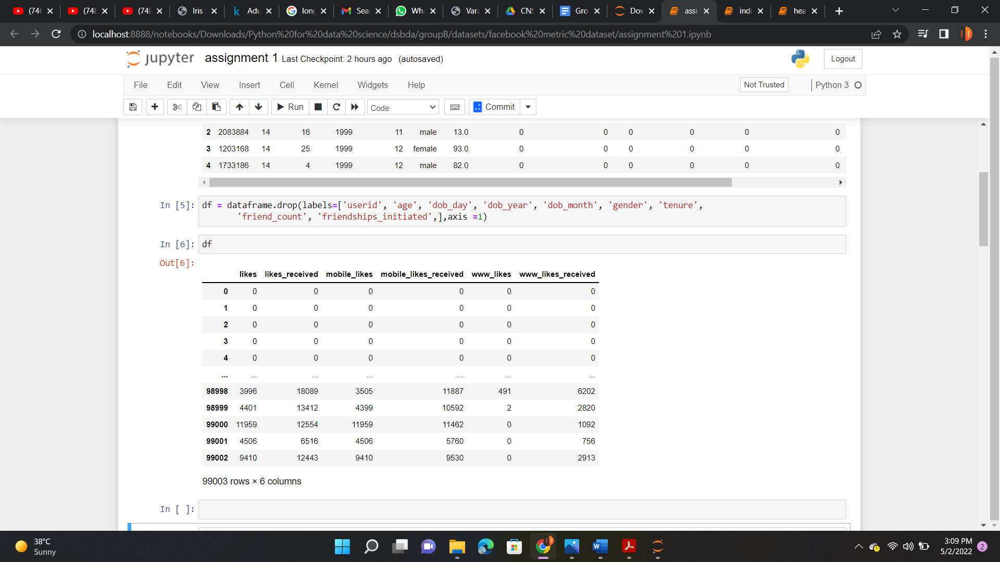 (746
(748
(748
Iris
Adu
long
Sear
Wha
Vara
CNS
Gro
Dow
assi
indi
hea
localhost:8888/notebooks/Downloads/Python%20for%20data%20science/dsbda/groupB/datasets/facebook%20metric%20dataset/assignment%201.ipynb
jupyter assignment 1 Last Checkpoint: 2 hours ago (autosaved)
Logout
File Edit View Insert Cell Kernel Widgets Help
Not Trusted Python 3
Run Code Commit
2 2083884 14 16 1999 11 male 13.0 0 0 0 0 0 0
3 1203168 14 25 1999 12 female 93.0 0 0 0 0 0 0
4 1733186 14 4 1999 12 male 82.0 0 0 0 0 0 0
In [5]: df = dataframe.drop(labels=['userid', 'age', 'dob_day', 'dob_year', 'dob_month', 'gender', 'tenure',
'friend_count', 'friendships_initiated',],axis =1)
In [6]: df
Out[6]:
likes likes_received mobile_likes mobile_likes_received www_likes www_likes_received
0 0 0 0 0 0 0
1 0 0 0 0 0 0
2 0 0 0 0 0 0
3 0 0 0 0 0 0
4 0 0 0 0 0 0
... ... ... ... ... ... ...
98998 3996 18089 3505 11887 491 6202
98999 4401 13412 4399 10592 2 2820
99000 11959 12554 11959 11462 0 1092
99001 4506 6516 4506 5760 0 756
99002 9410 12443 9410 9530 0 2913
99003 rows × 6 columns
In [ ]:
38°C
Sunny
3:09 PM
5/2/2022
2